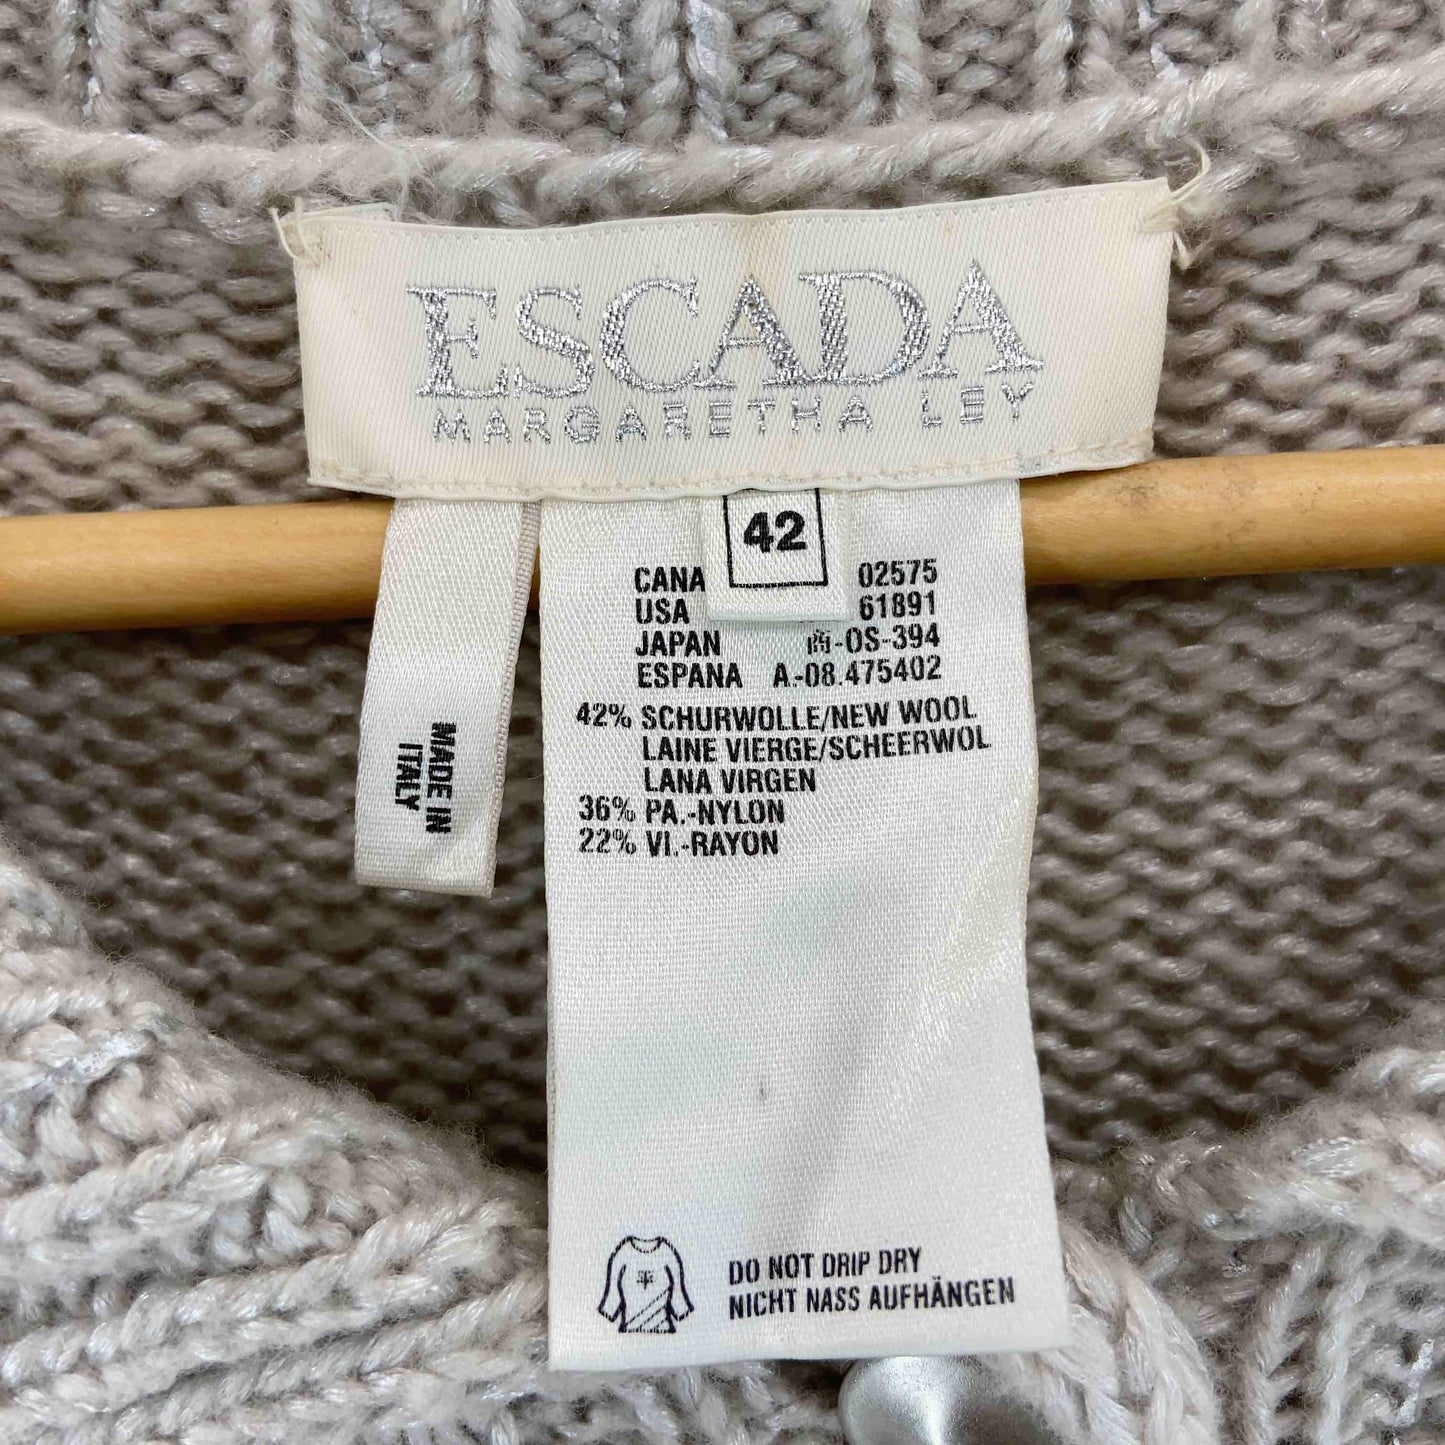 ESCADA
MARGARETHA LEY
42
CANA 02575
USA 61891
JAPAN -OS-394
ESPANA A.-08.475402
42% SCHURWOLLE/NEW WOOL
LAINE VIERGE/SCHEERWOL
LANA VIRGEN
36% PA.-NYLON
22% VI.-RAYON
MADE IN
ITALY
DO NOT DRIP DRY
NICHT NASS AUFHÄNGEN